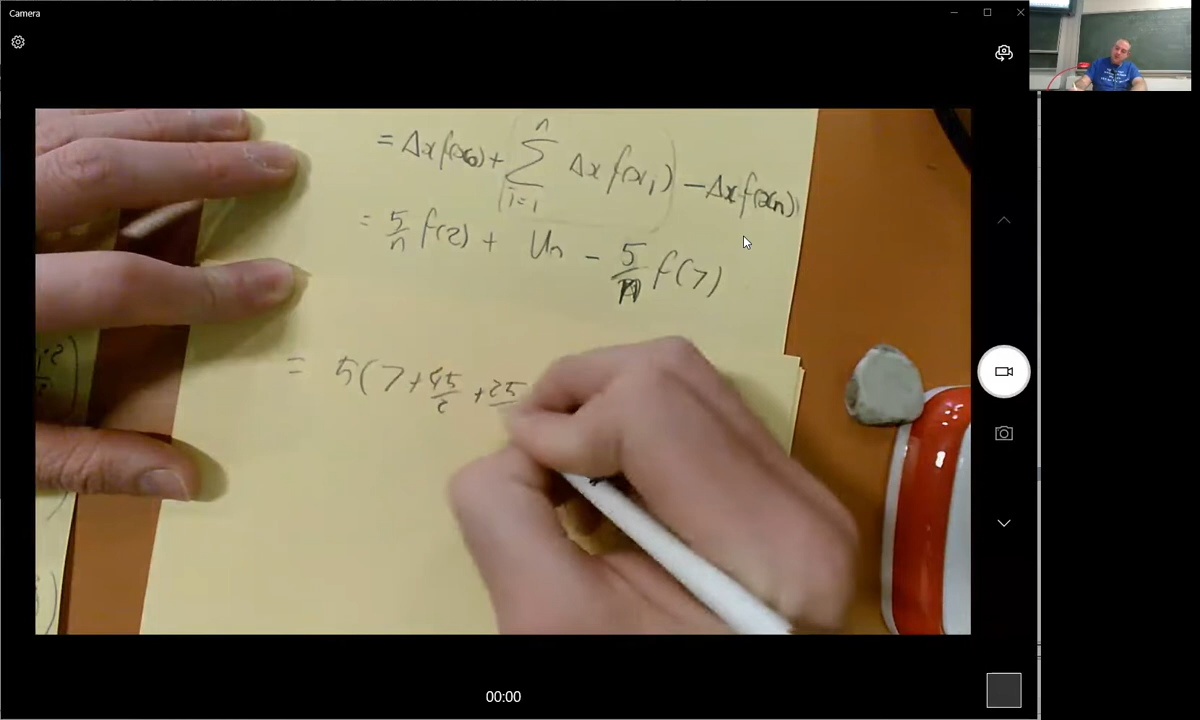 Camera
= Δx f(x₀) + ( n Σ i=1 Δx f(xᵢ) ) − Δx f(xₙ)
= 5/n f(2) + Uₙ − 5/n f(7)
= 5(7 + 45/2 + 25
00:00